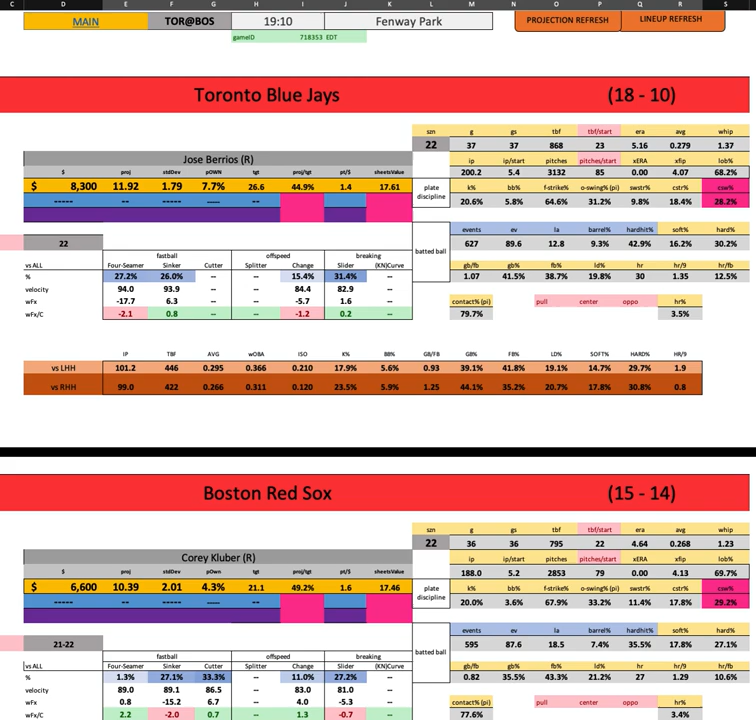 C D E F G H I J K L M N O P Q R S
MAIN TOR@BOS 19:10 Fenway Park PROJECTION REFRESH LINEUP REFRESH
gameID 718353 EDT
Toronto Blue Jays (18 - 10)
szn g gs tbf tbf/start era avg whip
22 37 37 868 23 5.16 0.279 1.37
Jose Berrios (R) ip ip/start pitches pitches/start xERA xfip lob%
$ proj stdDev pOWN tgt proj/tgt pt/$ sheetsValue 200.2 5.4 3132 85 0.00 4.07 68.2%
$ 8,300 11.92 1.79 7.7% 26.6 44.9% 1.4 17.61 plate discipline k% bb% f-strike% o-swing% (pi) swstr% cstr% csw%
----- -- -- ---- -- 20.6% 5.8% 64.6% 31.2% 9.8% 18.4% 28.2%
events ev la barrel% hardhit% soft% hard%
22 batted ball 627 89.6 12.8 9.3% 42.9% 16.2% 30.2%
fastball offspeed breaking
vs ALL Four-Seamer Sinker Cutter Splitter Change Slider (KN)Curve gb/fb gb% fb% ld% hr hr/9 hr/fb
% 27.2% 26.0% -- -- 15.4% 31.4% -- 1.07 41.5% 38.7% 19.8% 30 1.35 12.5%
velocity 94.0 93.9 -- -- 84.4 82.9 --
wFx -17.7 6.3 -- -- -5.7 1.6 -- contact% (pi) pull center oppo hr%
wFx/C -2.1 0.8 -- -- -1.2 0.2 -- 79.7% 3.5%
IP TBF AVG wOBA ISO K% BB% GB/FB GB% FB% LD% SOFT% HARD% HR/9
vs LHH 101.2 446 0.295 0.366 0.210 17.9% 5.6% 0.93 39.1% 41.8% 19.1% 14.7% 29.7% 1.9
vs RHH 99.0 422 0.266 0.311 0.120 23.5% 5.9% 1.25 44.1% 35.2% 20.7% 17.8% 30.8% 0.8
Boston Red Sox (15 - 14)
szn g gs tbf tbf/start era avg whip
22 36 36 795 22 4.64 0.268 1.23
Corey Kluber (R) ip ip/start pitches pitches/start xERA xfip lob%
$ proj stdDev pOwn tgt proj/tgt pt/$ sheetsValue 188.0 5.2 2853 79 0.00 4.13 69.7%
$ 6,600 10.39 2.01 4.3% 21.1 49.2% 1.6 17.46 plate discipline k% bb% f-strike% o-swing% (pi) swstr% cstr% csw%
----- -- -- ---- -- 20.0% 3.6% 67.9% 33.2% 11.4% 17.8% 29.2%
events ev la barrel% hardhit% soft% hard%
21-22 batted ball 595 87.6 18.5 7.4% 35.5% 17.8% 27.1%
fastball offspeed breaking
vs ALL Four-Seamer Sinker Cutter Splitter Change Slider (KN)Curve gb/fb gb% fb% ld% hr hr/9 hr/fb
% 1.3% 27.1% 33.3% -- 11.0% 27.2% -- 0.82 35.5% 43.3% 21.2% 27 1.29 10.6%
velocity 89.0 89.1 86.5 -- 83.0 81.0 --
wFx 0.8 -15.2 6.7 -- 4.0 -5.3 -- contact% (pi) pull center oppo hr%
wFx/C 2.2 -2.0 0.7 -- 1.3 -0.7 -- 77.6% 3.4%